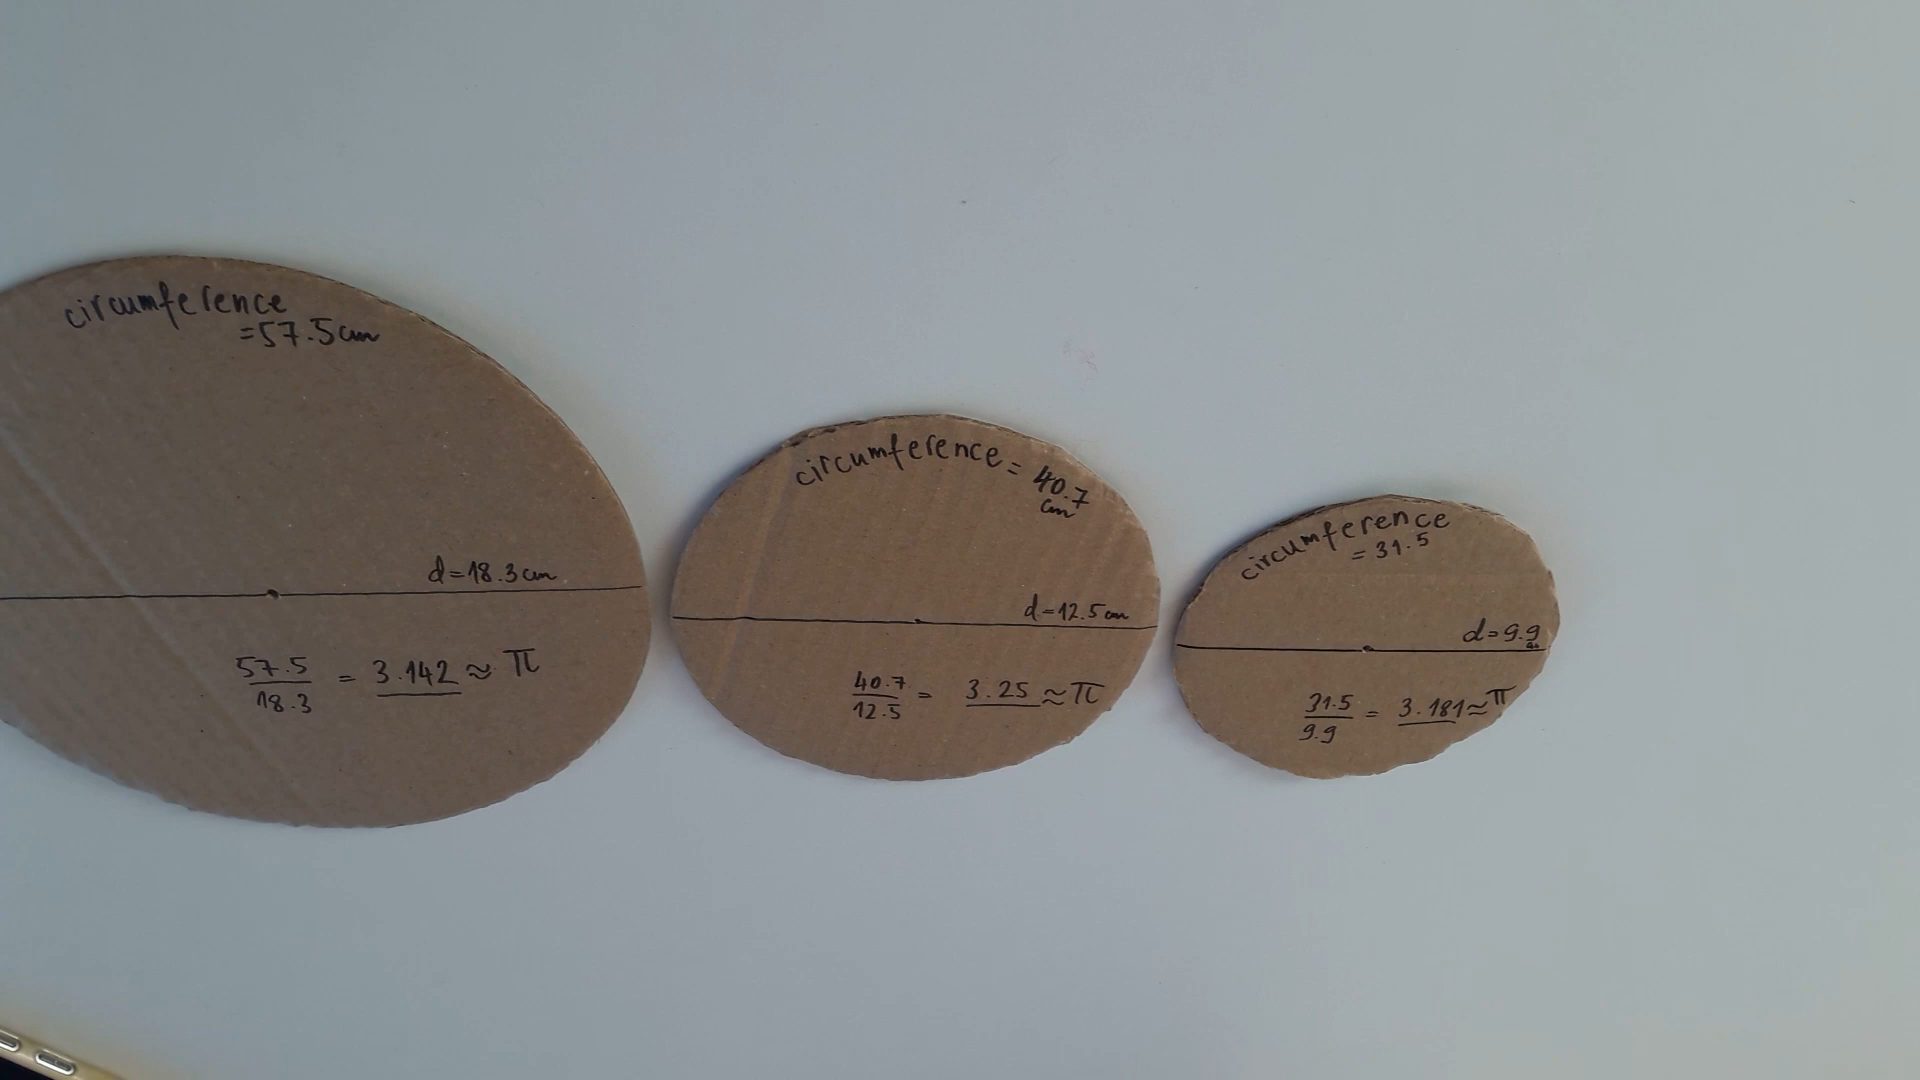 circumference
=57.5cm
d=18.3cm
57.5
18.3
= 3.142 ≈ π
circumference = 40.7
cm
d=12.5cm
40.7
12.5
= 3.25 ≈ π
circumference
= 31.5
d=9.9
cm
31.5
9.9
= 3.181 ≈ π